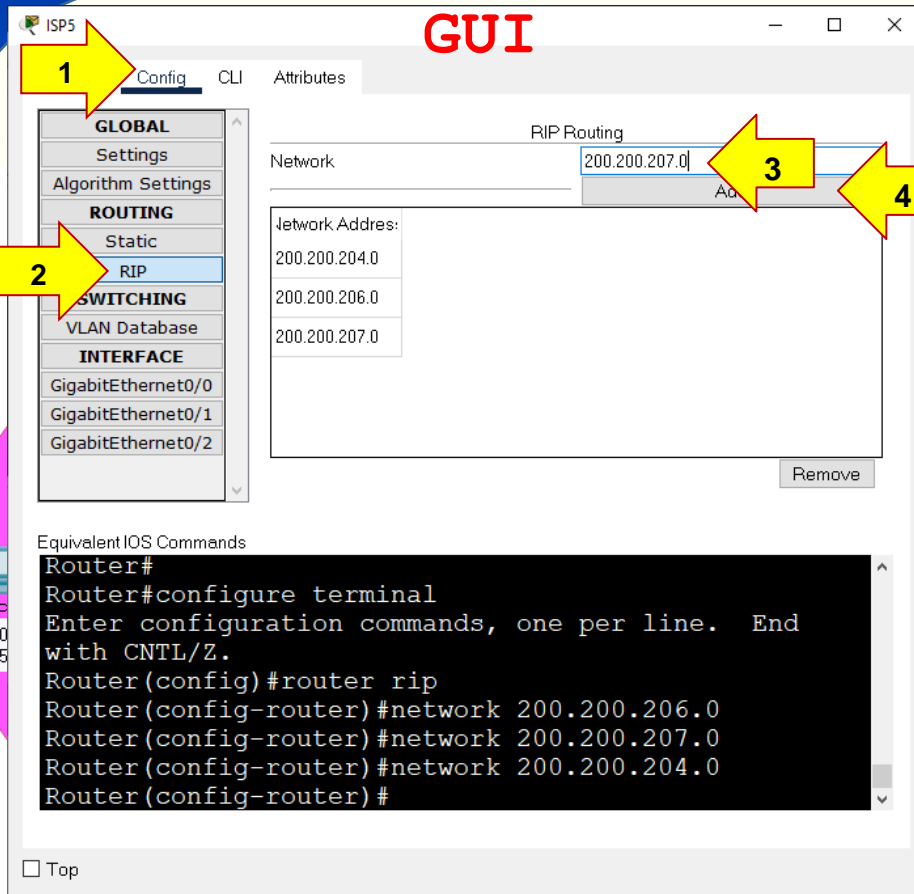 ISP5
GUI
1
Config CLI Attributes
GLOBAL
Settings
Algorithm Settings
ROUTING
Static
2
RIP
SWITCHING
VLAN Database
INTERFACE
GigabitEthernet0/0
GigabitEthernet0/1
GigabitEthernet0/2
RIP Routing
Network 200.200.207.0
3
4
Network Addres
200.200.204.0
200.200.206.0
200.200.207.0
Remove
Equivalent IOS Commands
Router#
Router#configure terminal
Enter configuration commands, one per line. End
with CNTL/Z.
Router(config)#router rip
Router(config-router)#network 200.200.206.0
Router(config-router)#network 200.200.207.0
Router(config-router)#network 200.200.204.0
Router(config-router)#
Top